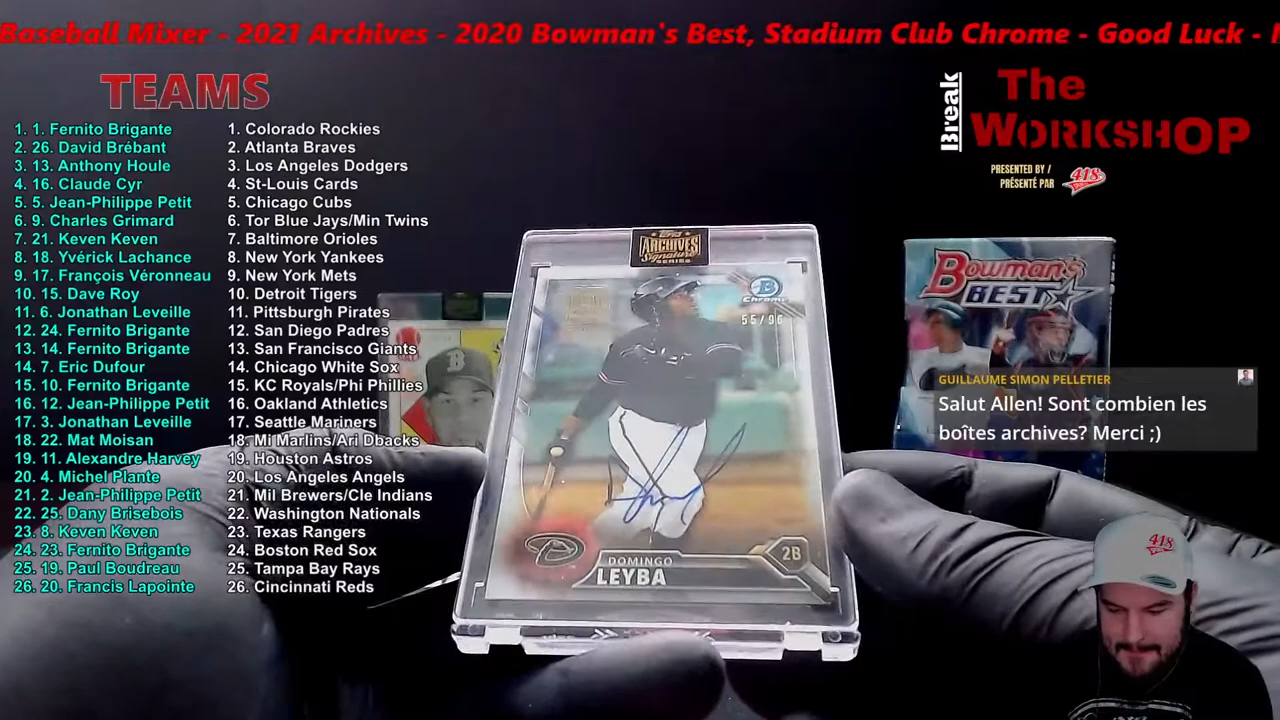 Baseball Mixer - 2021 Archives - 2020 Bowman's Best, Stadium Club Chrome - Good Luck -
TEAMS
1. 1. Fernito Brigante
2. 26. David Brébant
3. 13. Anthony Houle
4. 16. Claude Cyr
5. 5. Jean-Philippe Petit
6. 9. Charles Grimard
7. 21. Keven Keven
8. 18. Yvérick Lachance
9. 17. François Véronneau
10. 15. Dave Roy
11. 6. Jonathan Leveille
12. 24. Fernito Brigante
13. 14. Fernito Brigante
14. 7. Eric Dufour
15. 10. Fernito Brigante
16. 12. Jean-Philippe Petit
17. 3. Jonathan Leveille
18. 22. Mat Moisan
19. 11. Alexandre Harvey
20. 4. Michel Plante
21. 2. Jean-Philippe Petit
22. 25. Dany Brisebois
23. 8. Keven Keven
24. 23. Fernito Brigante
25. 19. Paul Boudreau
26. 20. Francis Lapointe
1. Colorado Rockies
2. Atlanta Braves
3. Los Angeles Dodgers
4. St-Louis Cards
5. Chicago Cubs
6. Tor Blue Jays/Min Twins
7. Baltimore Orioles
8. New York Yankees
9. New York Mets
10. Detroit Tigers
11. Pittsburgh Pirates
12. San Diego Padres
13. San Francisco Giants
14. Chicago White Sox
15. KC Royals/Phi Phillies
16. Oakland Athletics
17. Seattle Mariners
18. Mi Marlins/Ari Dbacks
19. Houston Astros
20. Los Angeles Angels
21. Mil Brewers/Cle Indians
22. Washington Nationals
23. Texas Rangers
24. Boston Red Sox
25. Tampa Bay Rays
26. Cincinnati Reds
Break
The
WORKSHOP
PRESENTED BY /
PRÉSENTÉ PAR
418
Topps
ARCHIVES
Signature
SERIES
B
Chrome
55/96
DOMINGO
LEYBA
2B
B
Bowman's
BEST
GUILLAUME SIMON PELLETIER
Salut Allen! Sont combien les
boîtes archives? Merci ;)
418